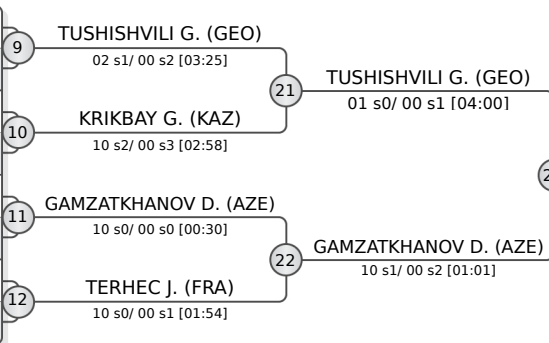 TUSHISHVILI G. (GEO)
9
02 s1/ 00 s2 [03:25]
21
TUSHISHVILI G. (GEO)
01 s0/ 00 s1 [04:00]
KRIKBAY G. (KAZ)
10
10 s2/ 00 s3 [02:58]
GAMZATKHANOV D. (AZE)
11
10 s0/ 00 s0 [00:30]
22
GAMZATKHANOV D. (AZE)
10 s1/ 00 s2 [01:01]
TERHEC J. (FRA)
12
10 s0/ 00 s1 [01:54]